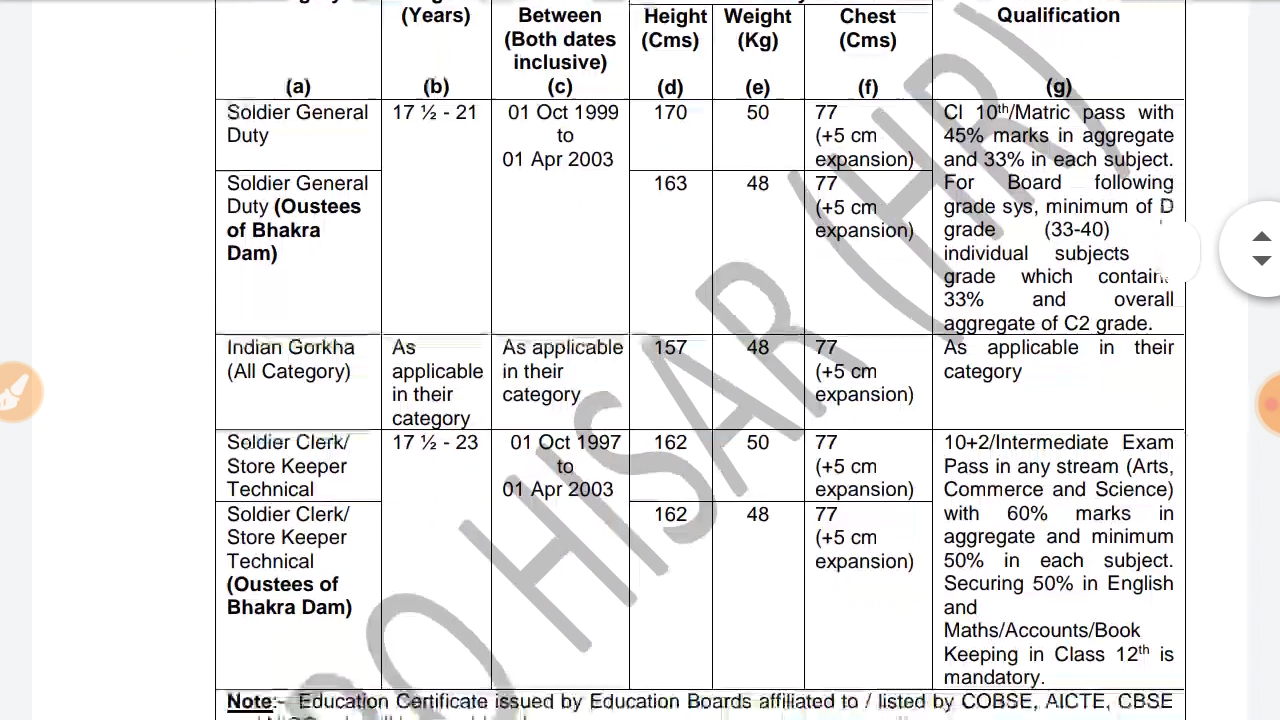 (Years)
Between
(Both dates
inclusive)
Height
(Cms)
Weight
(Kg)
Chest
(Cms)
Qualification
(a)
(b)
(c)
(d)
(e)
(f)
(g)
Soldier General
Duty
17 ½ - 21
01 Oct 1999
to
01 Apr 2003
170
50
77
(+5 cm
expansion)
Cl 10th/Matric pass with
45% marks in aggregate
and 33% in each subject.
For Board following
grade sys, minimum of D
grade (33-40)
individual subjects
grade which
33% and overall
aggregate of C2 grade.
Soldier General
Duty (Oustees
of Bhakra
Dam)
163
48
77
(+5 cm
expansion)
Indian Gorkha
(All Category)
As
applicable
in their
category
As applicable
in their
category
157
48
77
(+5 cm
expansion)
As applicable in their
category
Soldier Clerk/
Store Keeper
Technical
17 ½ - 23
01 Oct 1997
to
01 Apr 2003
162
50
77
(+5 cm
expansion)
10+2/Intermediate Exam
Pass in any stream (Arts,
Commerce and Science)
with 60% marks in
aggregate and minimum
50% in each subject.
Securing 50% in English
and
Maths/Accounts/Book
Keeping in Class 12th is
mandatory.
Soldier Clerk/
Store Keeper
Technical
(Oustees of
Bhakra Dam)
162
48
77
(+5 cm
expansion)
Note:- Education Certificate issued by Education Boards affiliated to / listed by COBSE, AICTE, CBSE
RO HISAR (HR)